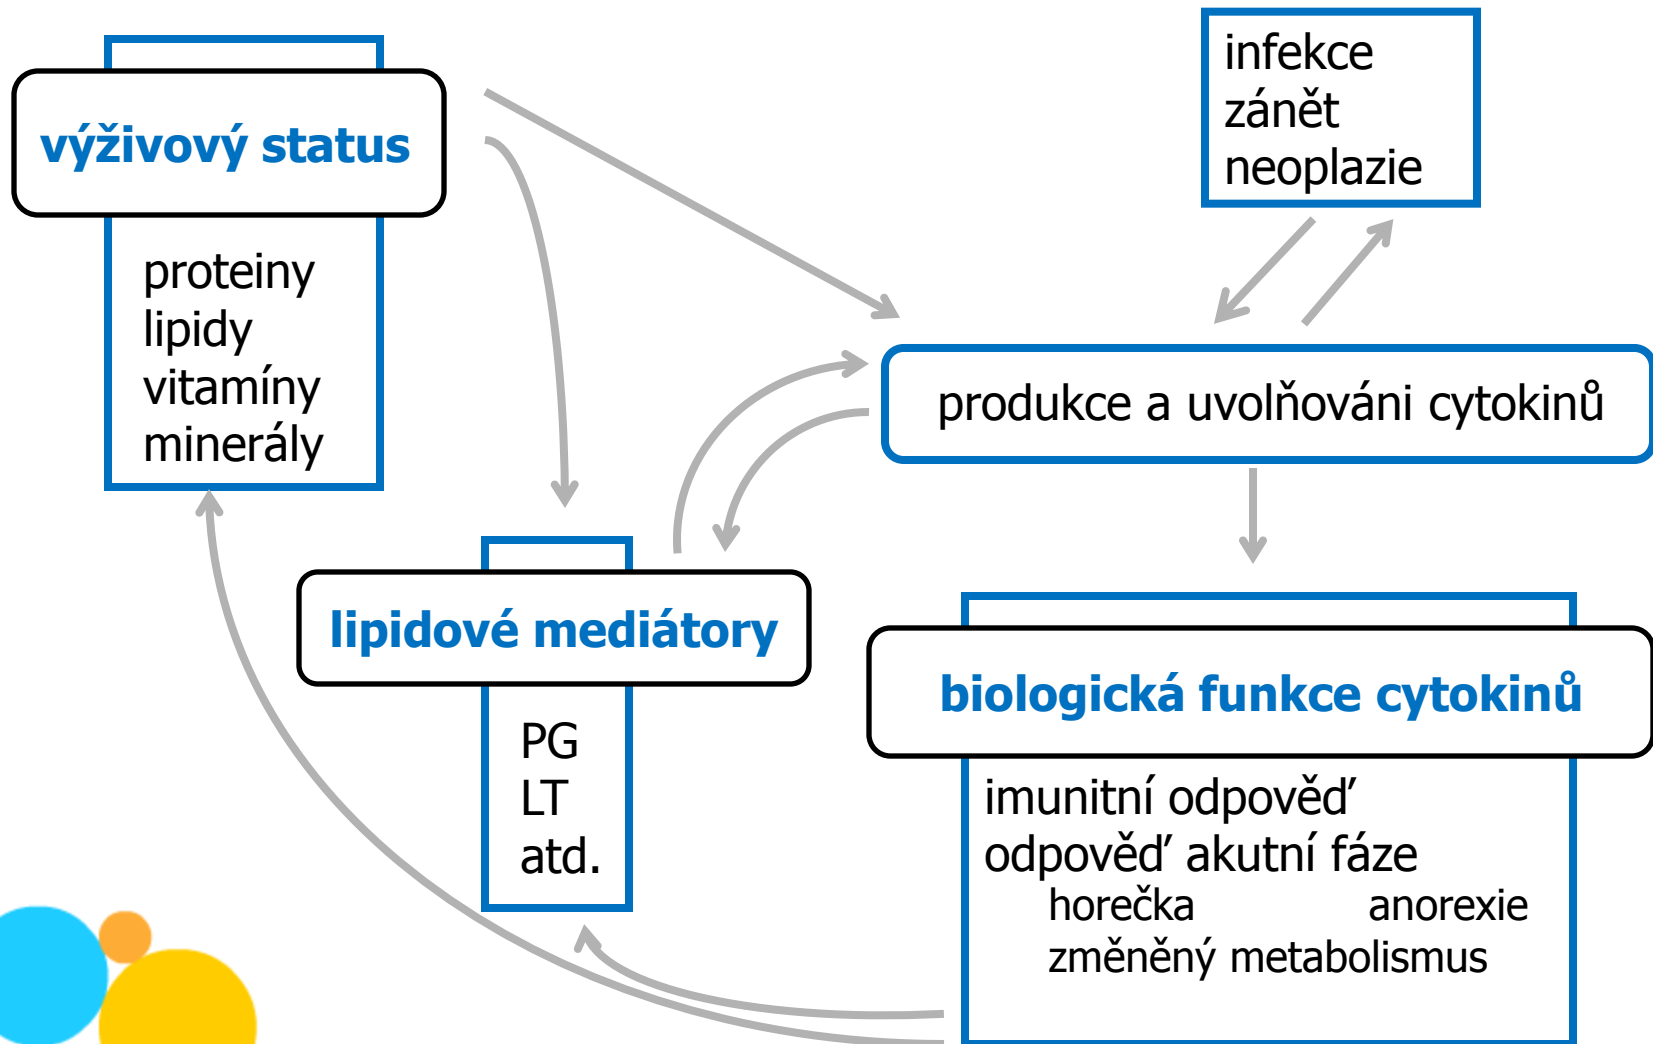 výživový status
proteiny
lipidy
vitamíny
minerály
infekce
zánět
neoplazie
produkce a uvolňováni cytokinů
lipidové mediátory
PG
LT
atd.
biologická funkce cytokinů
imunitní odpověď
odpověď akutní fáze
horečka anorexie
změněný metabolismus